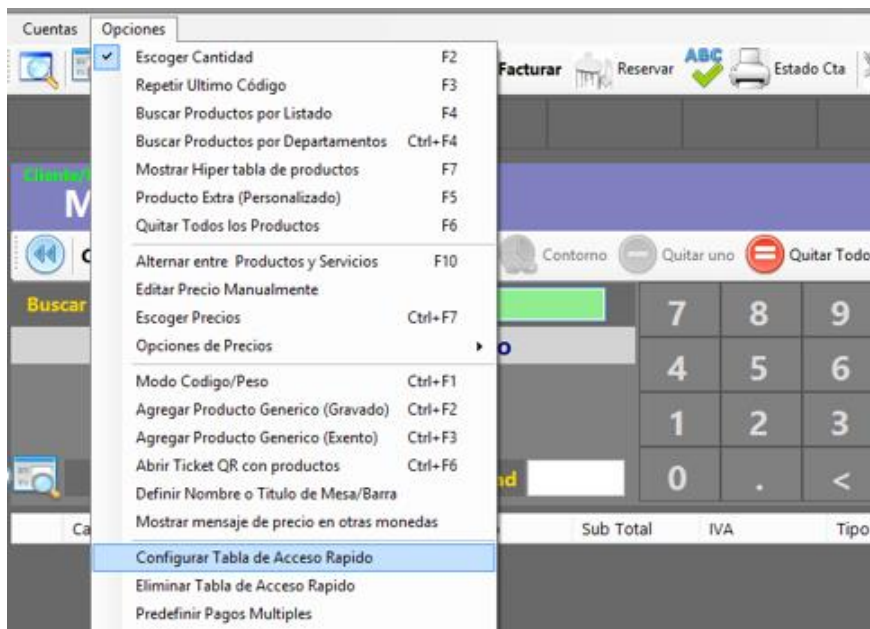 Cuentas Opciones
Escoger Cantidad F2
Repetir Ultimo Código F3
Buscar Productos por Listado F4
Buscar Productos por Departamentos Ctrl+F4
Mostrar Hiper tabla de productos F7
Producto Extra (Personalizado) F5
Quitar Todos los Productos F6
Alternar entre Productos y Servicios F10
Editar Precio Manualmente
Escoger Precios Ctrl+F7
Opciones de Precios
Modo Codigo/Peso Ctrl+F1
Agregar Producto Generico (Gravado) Ctrl+F2
Agregar Producto Generico (Exento) Ctrl+F3
Abrir Ticket QR con productos Ctrl+F6
Definir Nombre o Titulo de Mesa/Barra
Mostrar mensaje de precio en otras monedas
Configurar Tabla de Acceso Rapido
Eliminar Tabla de Acceso Rapido
Predefinir Pagos Multiples
Facturar Reservar ABC Estado Cta
Contorno Quitar uno Quitar Todo
Buscar
7 8 9
4 5 6
1 2 3
0 . <
Sub Total IVA Tipo